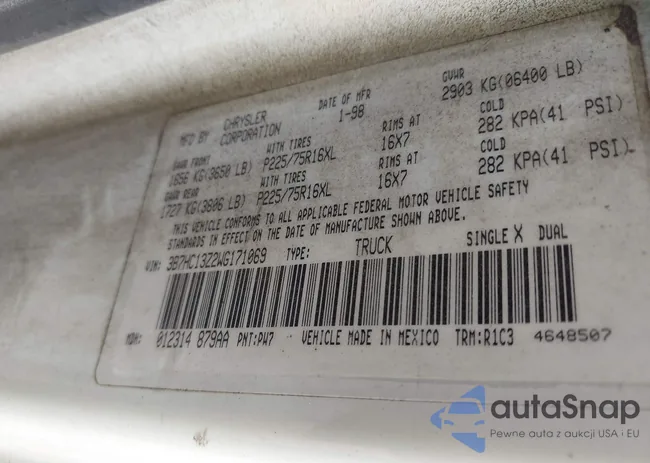 MFD BY CHRYSLER CORPORATION DATE OF MFR 1-98 GVWR 2903 KG(06400 LB)
GAWR FRONT WITH TIRES RIMS AT COLD
1656 KG(3650 LB) P225/75R16XL 16X7 282 KPA(41 PSI)
GAWR REAR WITH TIRES RIMS AT COLD
1727 KG(3806 LB) P225/75R16XL 16X7 282 KPA(41 PSI)
THIS VEHICLE CONFORMS TO ALL APPLICABLE FEDERAL MOTOR VEHICLE SAFETY
STANDARDS IN EFFECT ON THE DATE OF MANUFACTURE SHOWN ABOVE.
VIN: 3B7HC13Z2WG171069 TYPE: TRUCK SINGLE X DUAL
MDH: 012314 879AA PNT:PW7 VEHICLE MADE IN MEXICO TRM:R1C3 4648507
autaSnap
Pewne auta z aukcji USA i EU